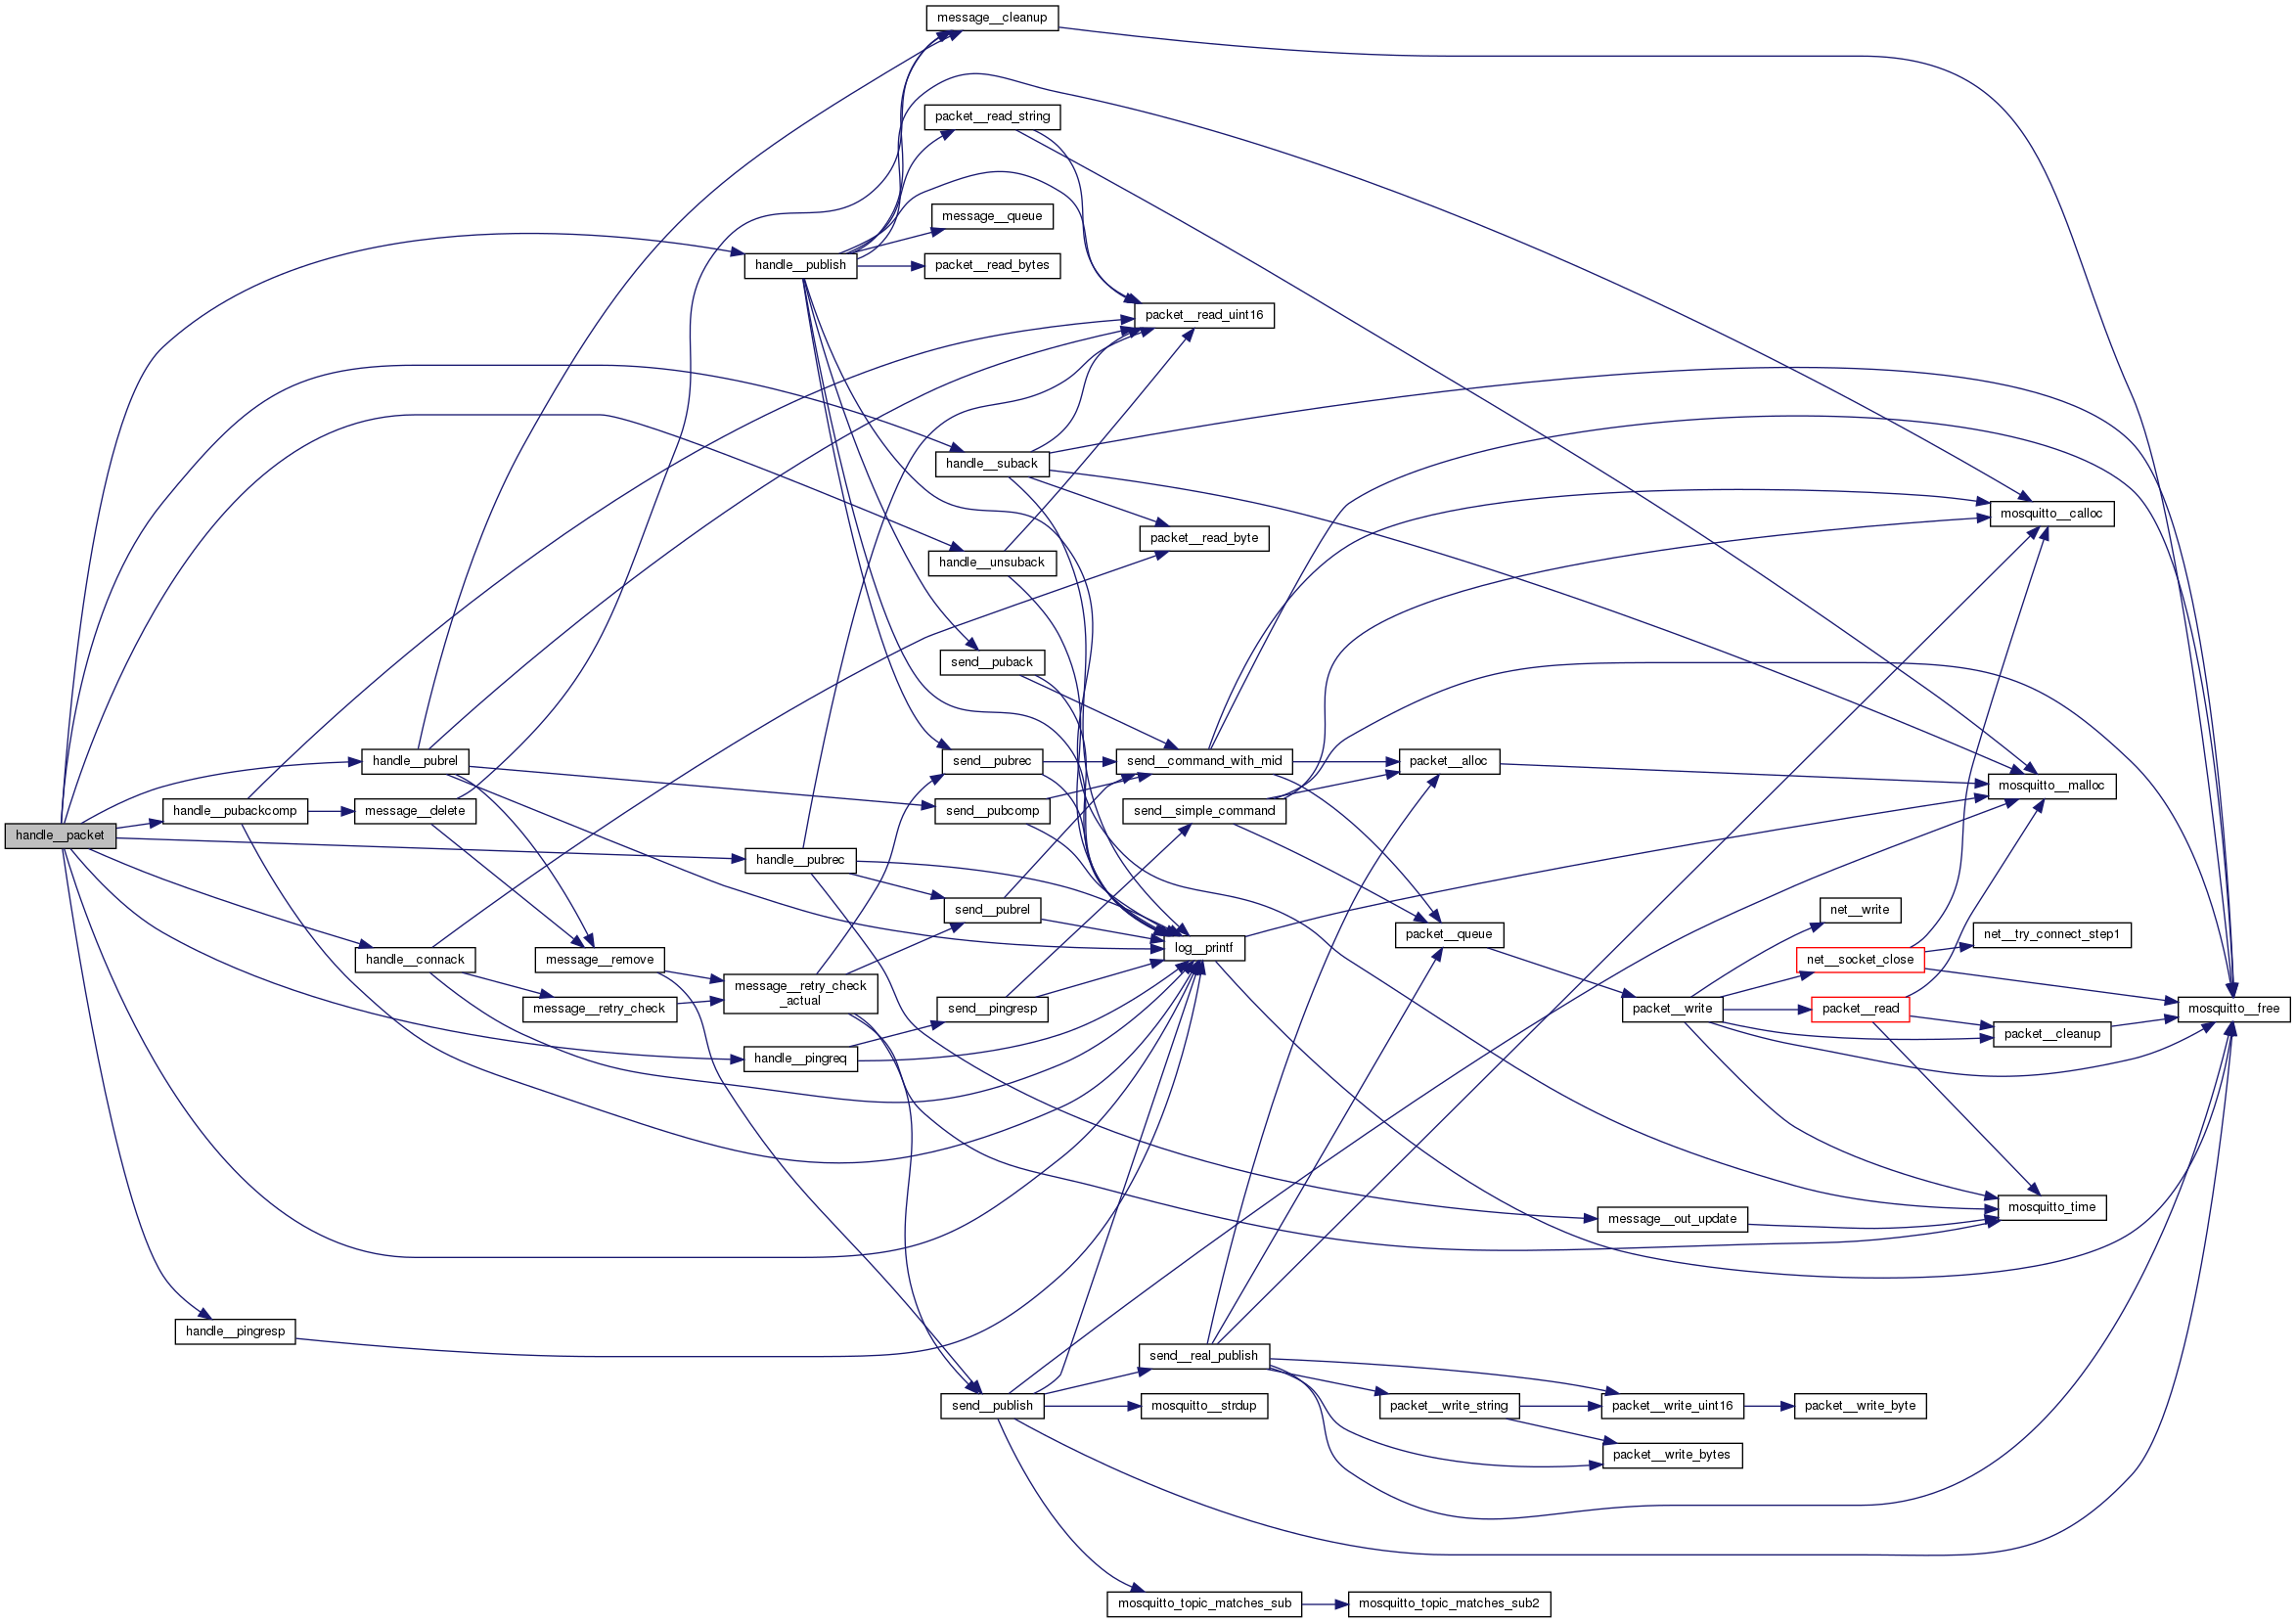 message__cleanup
packet__read_string
message__queue
handle__publish
packet__read_bytes
packet__read_uint16
handle__suback
mosquitto__calloc
packet__read_byte
handle__unsuback
send__puback
handle__pubrel
send__pubrec
send__command_with_mid
packet__alloc
mosquitto__malloc
handle__pubackcomp
message__delete
send__pubcomp
send__simple_command
handle__packet
handle__pubrec
send__pubrel
net__write
packet__queue
net__try_connect_step1
log__printf
handle__connack
message__remove
net__socket_close
message__retry_check
_actual
message__retry_check
send__pingresp
packet__write
packet__read
mosquitto__free
packet__cleanup
handle__pingreq
mosquitto_time
message__out_update
handle__pingresp
send__real_publish
send__publish
mosquitto__strdup
packet__write_string
packet__write_uint16
packet__write_byte
packet__write_bytes
mosquitto_topic_matches_sub
mosquitto_topic_matches_sub2